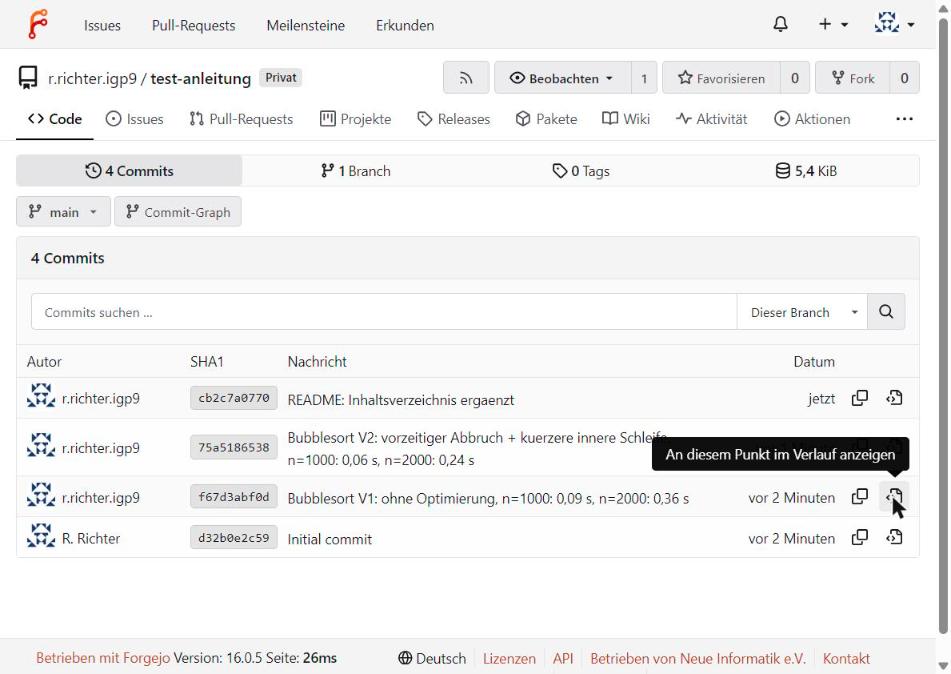 Issues Pull-Requests Meilensteine Erkunden
r.richter.igp9 / test-anleitung Privat Beobachten 1 Favorisieren 0 Fork 0
Code Issues Pull-Requests Projekte Releases Pakete Wiki Aktivität Aktionen
4 Commits 1 Branch 0 Tags 5,4 KiB
main Commit-Graph
4 Commits
Commits suchen ... Dieser Branch
Autor SHA1 Nachricht Datum
r.richter.igp9 cb2c7a0770 README: Inhaltsverzeichnis ergaenzt jetzt
r.richter.igp9 75a5186538 Bubblesort V2: vorzeitiger Abbruch + kuerzere innere Schleife,
n=1000: 0,06 s, n=2000: 0,24 s
An diesem Punkt im Verlauf anzeigen
r.richter.igp9 f67d3abf0d Bubblesort V1: ohne Optimierung, n=1000: 0,09 s, n=2000: 0,36 s vor 2 Minuten
R. Richter d32b0e2c59 Initial commit vor 2 Minuten
Betrieben mit Forgejo Version: 16.0.5 Seite: 26ms Deutsch Lizenzen API Betrieben von Neue Informatik e.V. Kontakt